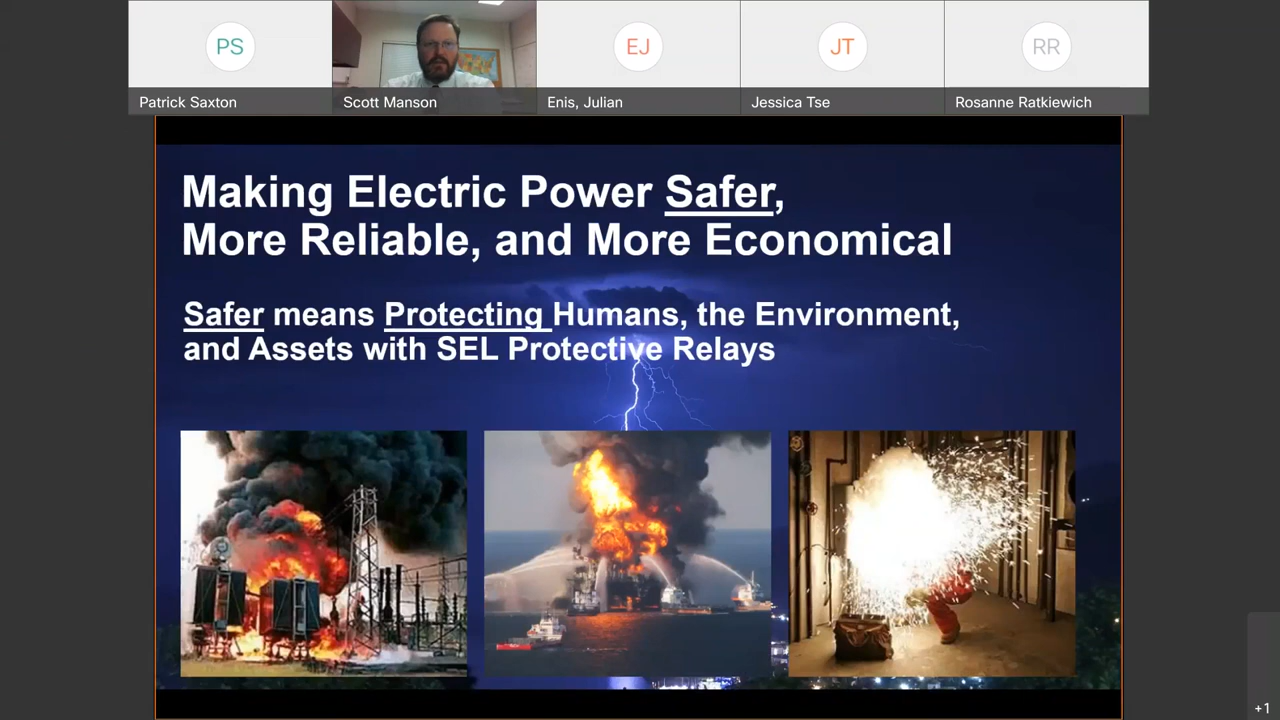 PS
EJ
JT
RR
Patrick Saxton
Scott Manson
Enis, Julian
Jessica Tse
Rosanne Ratkiewich
Making Electric Power Safer,
More Reliable, and More Economical
Safer means Protecting Humans, the Environment,
and Assets with SEL Protective Relays
+1